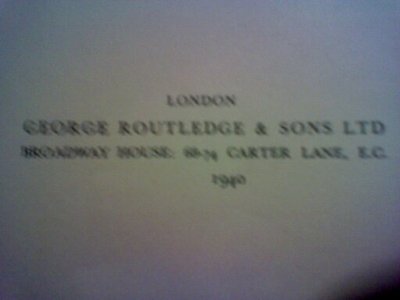 LONDON
GEORGE ROUTLEDGE & SONS LTD
BROADWAY HOUSE: 68-74 CARTER LANE, E.C.
1940